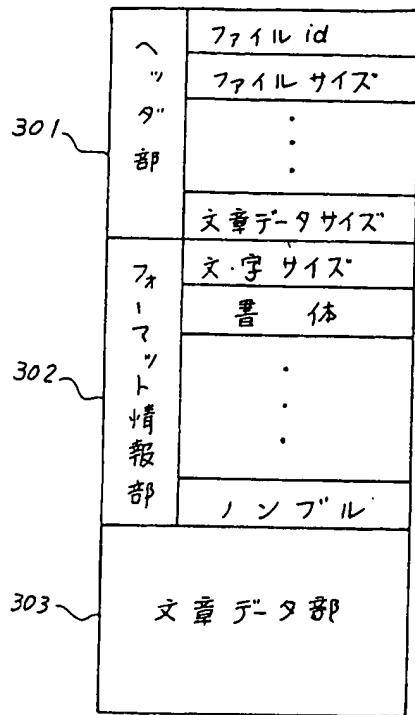 301
ヘッダ部
ファイル id
ファイル サイズ
文章データサイズ
302
フォーマット情報部
文字 サイズ
書体
ノンブル
303
文章データ部